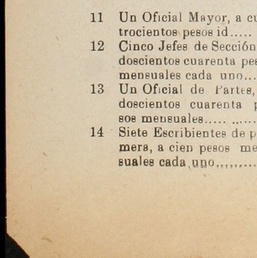 11 Un Oficial Mayor, a cu
trocientos pesos id.....
12 Cinco Jefes de Sección
doscientos cuarenta pes
mensuales cada uno...
13 Un Oficial de Partes,
doscientos cuarenta p
sos mensuales..... .....
14 Siete Escribientes de p
mera, a cien pesos me
suales cada uno.........